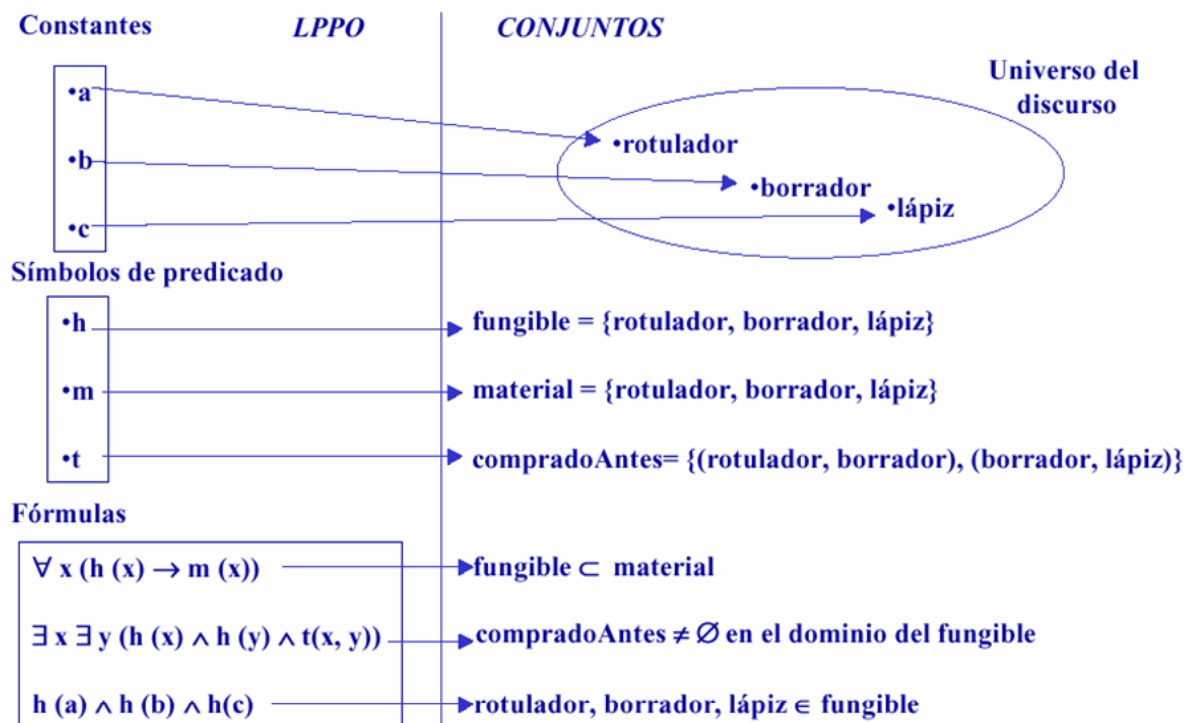 Constantes LPPO CONJUNTOS
Universo del
discurso
•a
•rotulador
•b
•borrador
•lápiz
•c
Símbolos de predicado
•h fungible = {rotulador, borrador, lápiz}
•m material = {rotulador, borrador, lápiz}
•t compradoAntes= {(rotulador, borrador), (borrador, lápiz)}
Fórmulas
∀ x (h (x) → m (x)) fungible ⊂ material
∃ x ∃ y (h (x) ∧ h (y) ∧ t(x, y)) compradoAntes ≠ ∅ en el dominio del fungible
h (a) ∧ h (b) ∧ h(c) rotulador, borrador, lápiz ∈ fungible